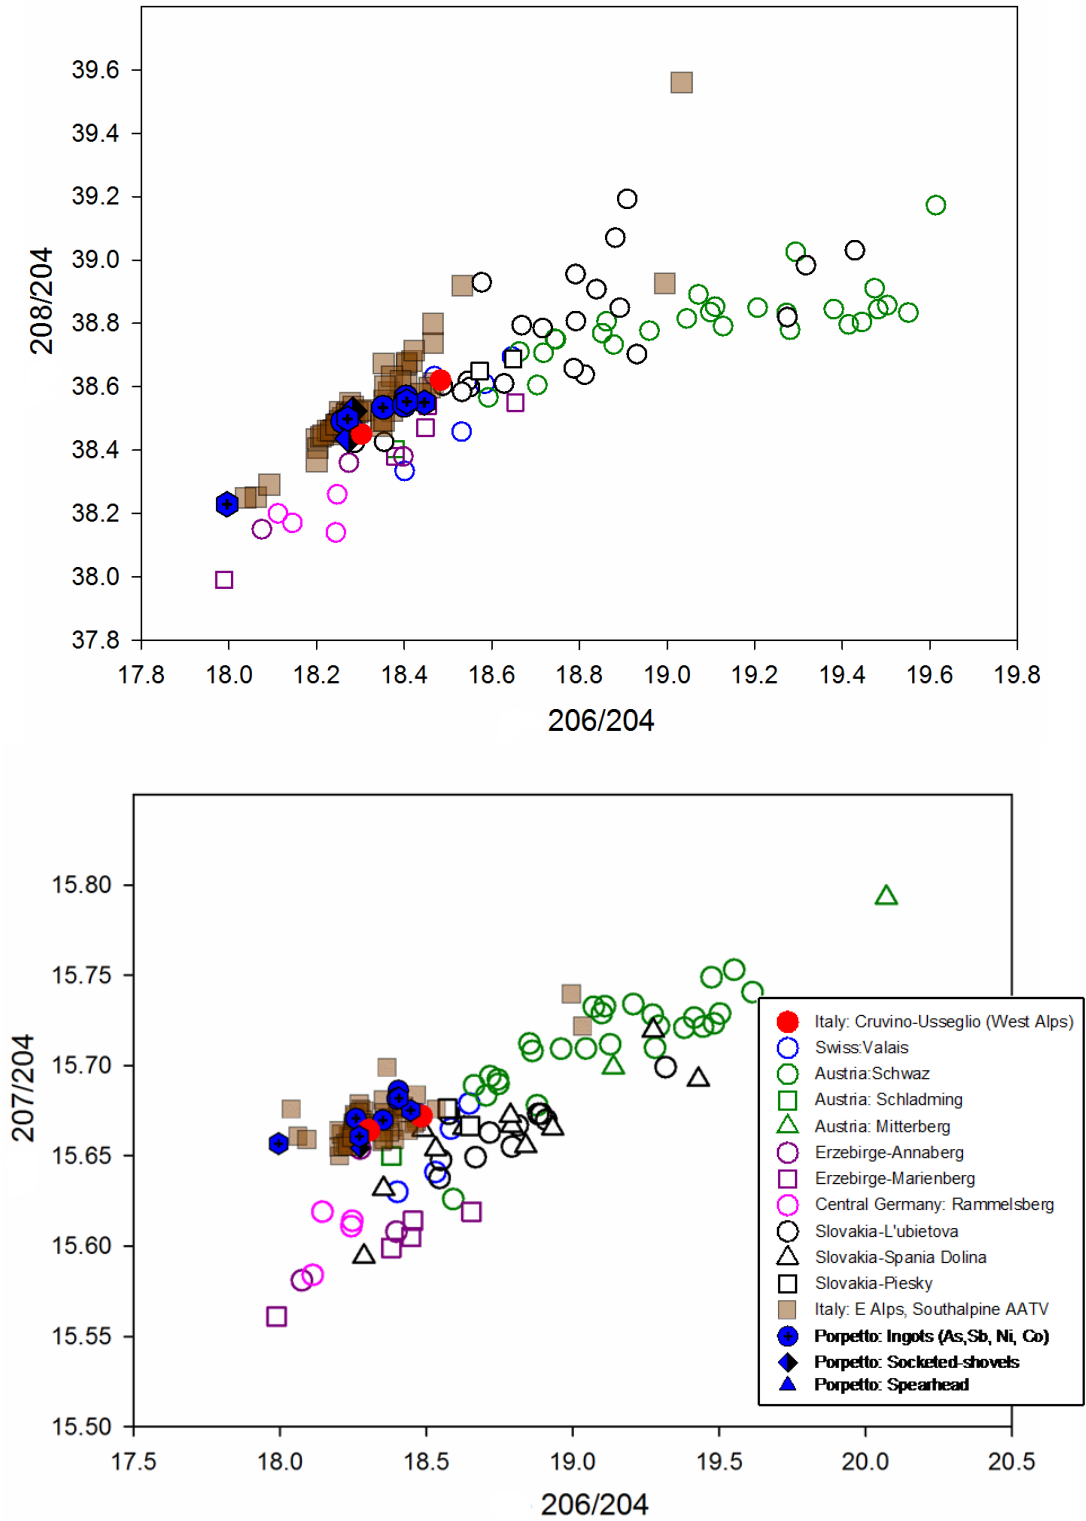 39.6
39.4
39.2
39.0
38.8
38.6
38.4
38.2
38.0
37.8
208/204
17.8 18.0 18.2 18.4 18.6 18.8 19.0 19.2 19.4 19.6 19.8
206/204
15.80
15.75
15.70
15.65
15.60
15.55
15.50
207/204
Italy: Cruvino-Usseglio (West Alps)
Swiss:Valais
Austria:Schwaz
Austria: Schladming
Austria: Mitterberg
Erzebirge-Annaberg
Erzebirge-Marienberg
Central Germany: Rammelsberg
Slovakia-L'ubietova
Slovakia-Spania Dolina
Slovakia-Piesky
Italy: E Alps, Southalpine AATV
Porpetto: Ingots (As,Sb, Ni, Co)
Porpetto: Socketed-shovels
Porpetto: Spearhead
17.5 18.0 18.5 19.0 19.5 20.0 20.5
206/204